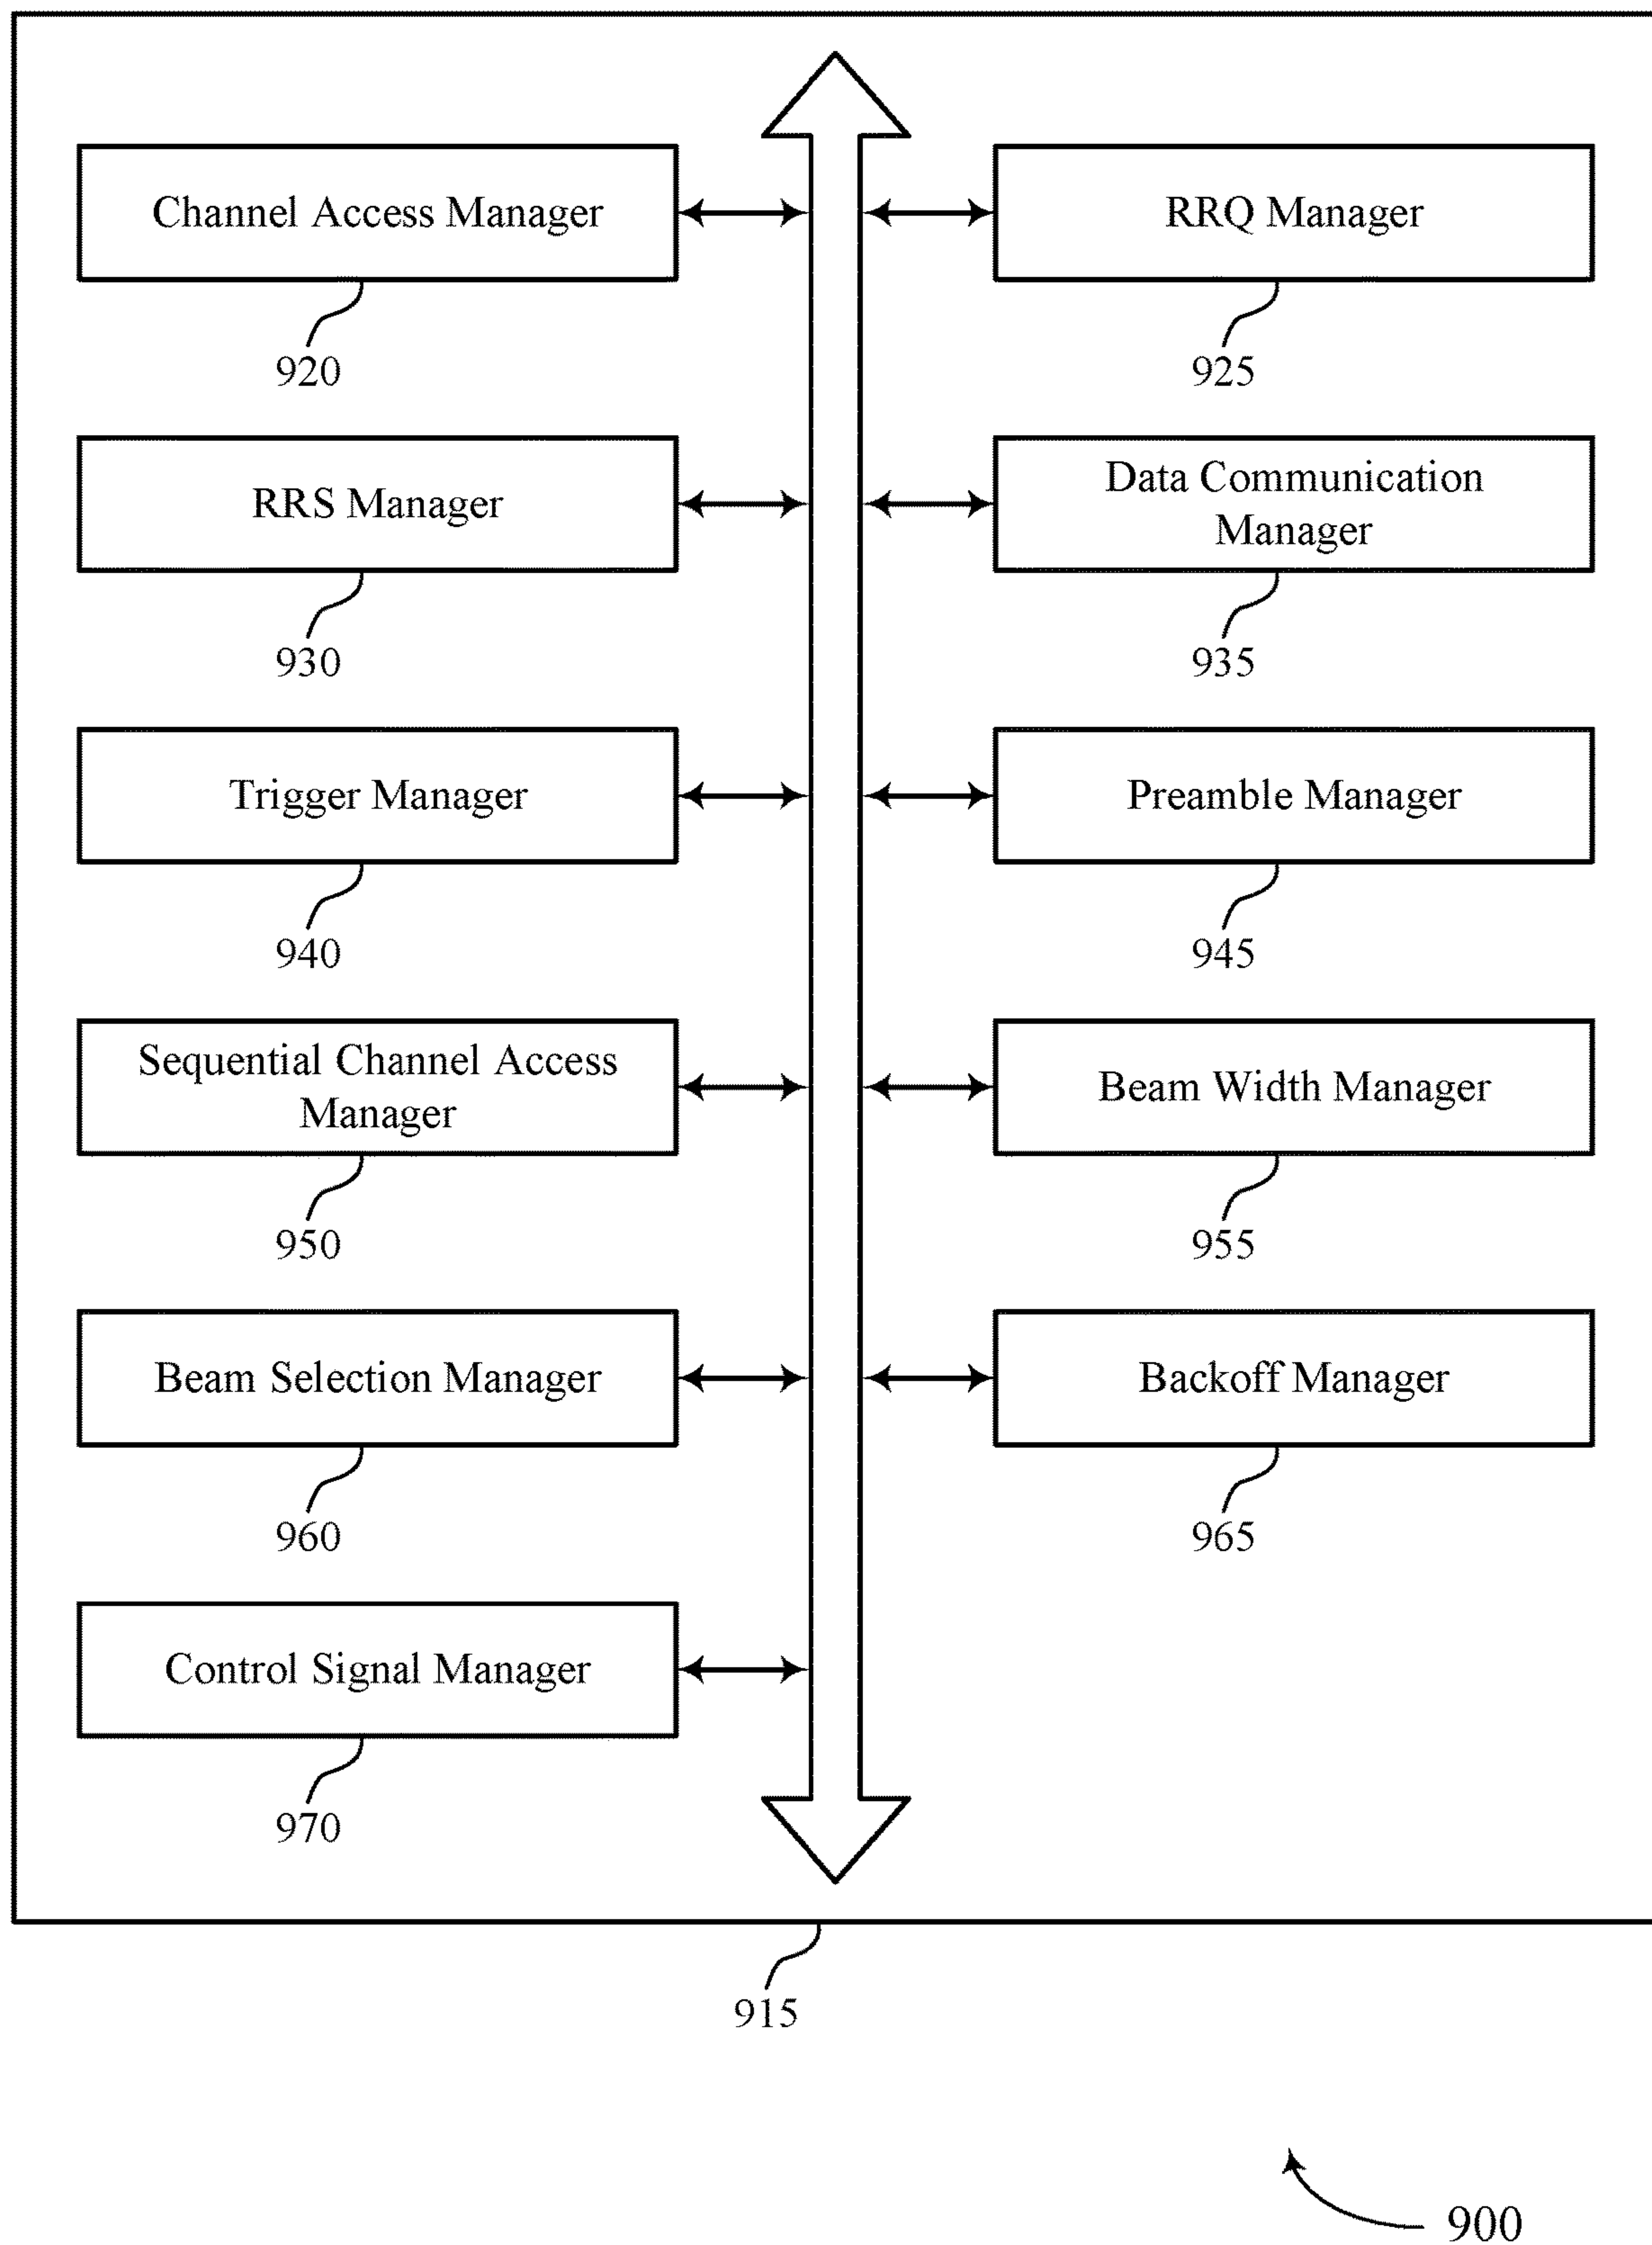 Channel Access Manager
RRQ Manager
920
925
RRS Manager
Data Communication
Manager
930
935
Trigger Manager
Preamble Manager
940
945
Sequential Channel Access
Manager
Beam Width Manager
950
955
Beam Selection Manager
Backoff Manager
960
965
Control Signal Manager
970
915
900